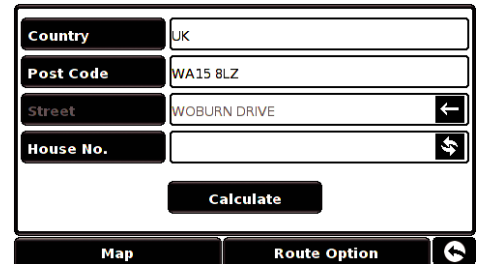 Country UK
Post Code WA15 8LZ
Street WOBURN DRIVE
House No.
Calculate
Map Route Option